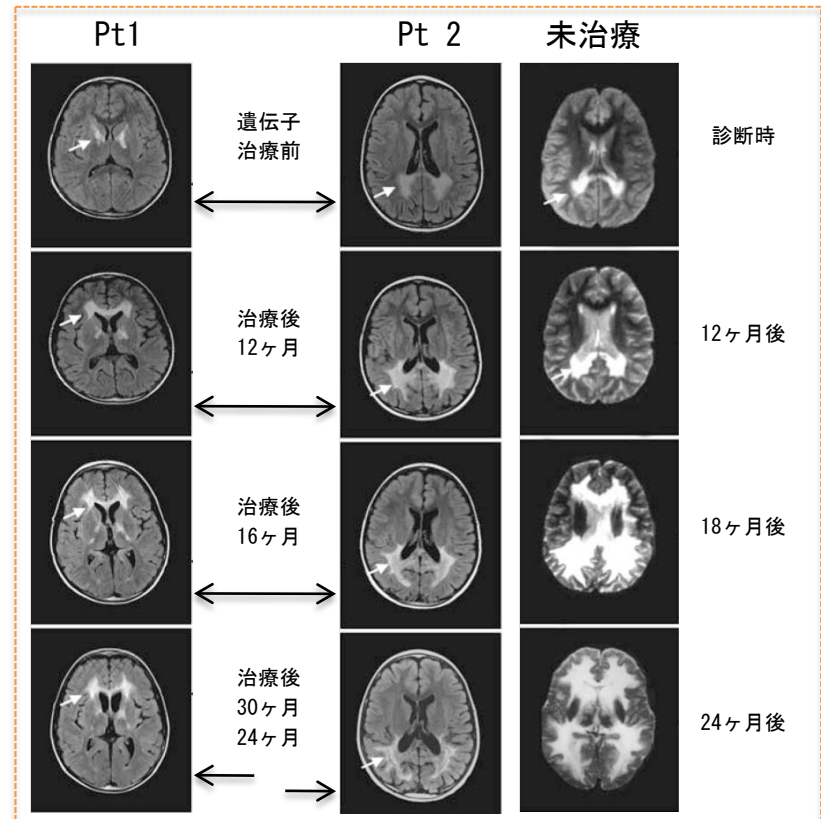 Pt1
Pt 2
未治療
遺伝子
治療前
診断時
治療後
12ヶ月
12ヶ月後
治療後
16ヶ月
18ヶ月後
治療後
30ヶ月
24ヶ月
24ヶ月後